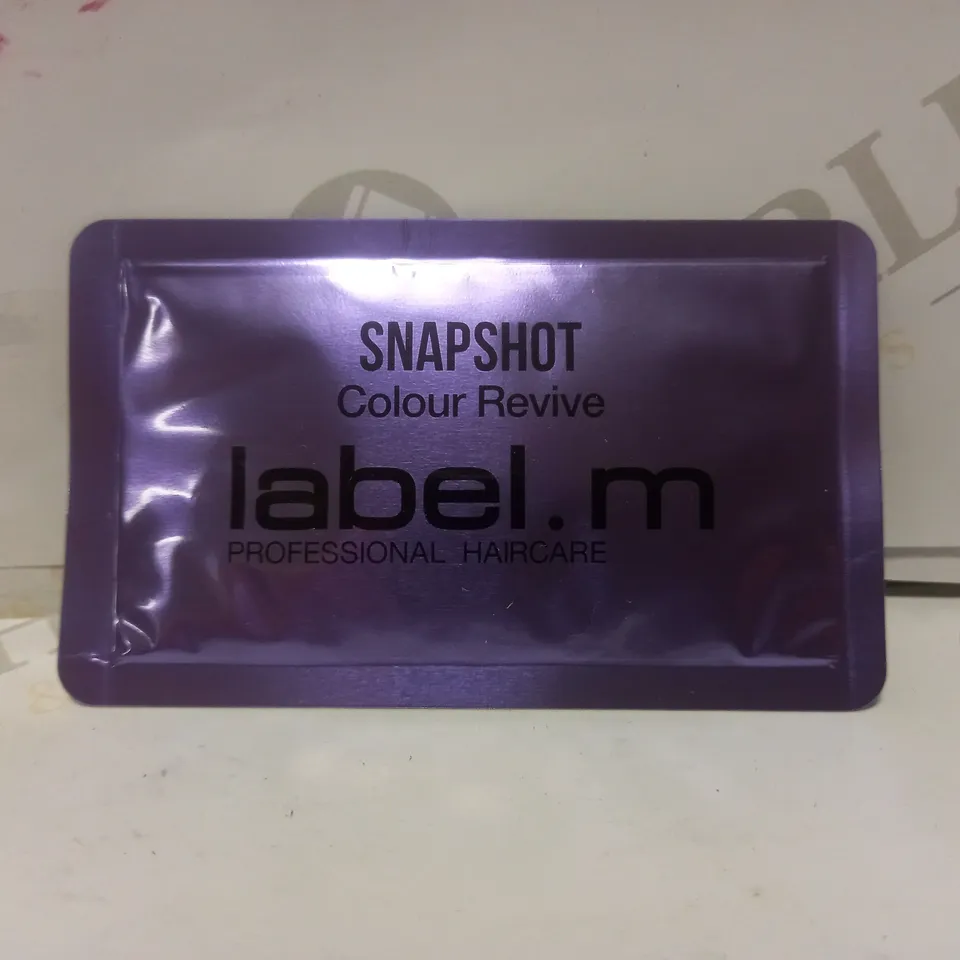 SNAPSHOT
Colour Revive
label.m
PROFESSIONAL HAIRCARE